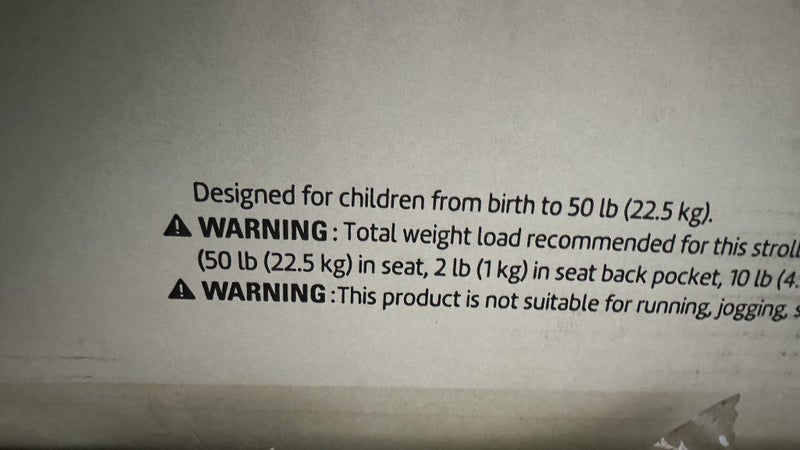 Designed for children from birth to 50 lb (22.5 kg).
⚠ WARNING: Total weight load recommended for this
(50 lb (22.5 kg) in seat, 2 lb (1 kg) in seat back pocket, 10 lb
⚠ WARNING: This product is not suitable for running, jogging,